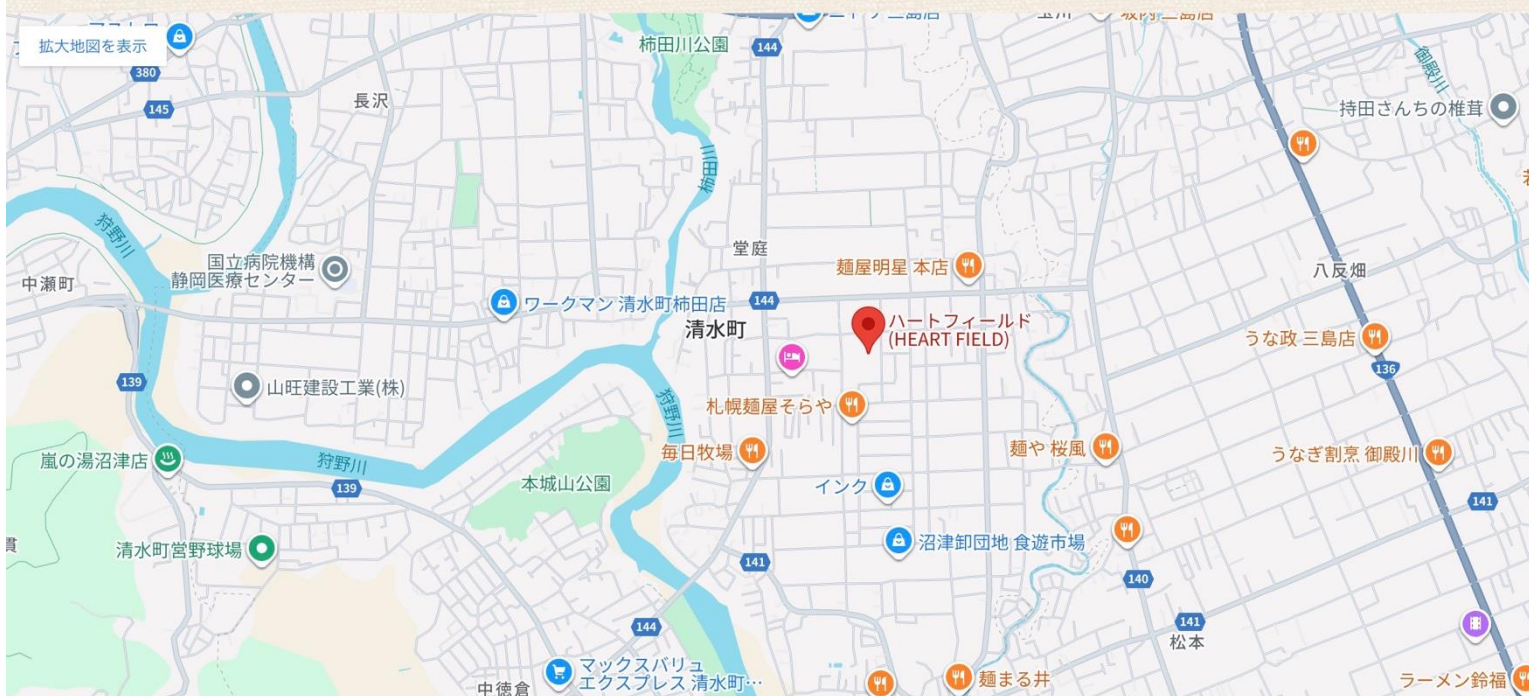 拡大地図を表示
柿田川公園
144
380
145
長沢
御殿川
持田さんちの椎茸
柿田川
狩野川
中瀬町
国立病院機構
静岡医療センター
堂庭
麺屋明星 本店
八反畑
ワークマン 清水町柿田店
144
清水町
ハートフィールド
(HEART FIELD)
うな政 三島店
136
139
山旺建設工業(株)
狩野川
札幌麺屋そらや
嵐の湯沼津店
狩野川
139
毎日牧場
麺や 桜風
うなぎ割烹 御殿川
本城山公園
インク
141
清水町営野球場
沼津卸団地 食遊市場
141
140
144
141
松本
マックスバリュ
エクスプレス 清水町…
中徳倉
麺まる井
ラーメン鈴福